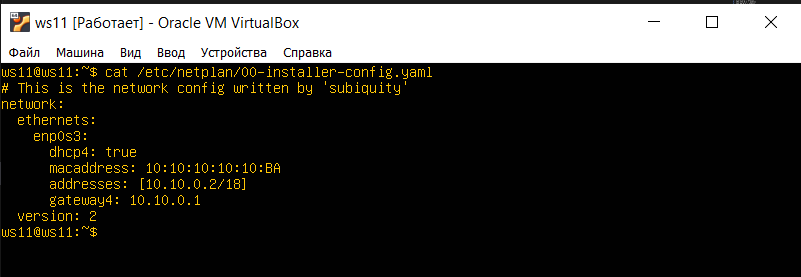 ws11 [Работает] - Oracle VM VirtualBox
Файл Машина Вид Ввод Устройства Справка
ws11@ws11:~$ cat /etc/netplan/00-installer-config.yaml
# This is the network config written by 'subiquity'
network:
  ethernets:
    enp0s3:
      dhcp4: true
      macaddress: 10:10:10:10:10:BA
      addresses: [10.10.0.2/18]
      gateway4: 10.10.0.1
  version: 2
ws11@ws11:~$